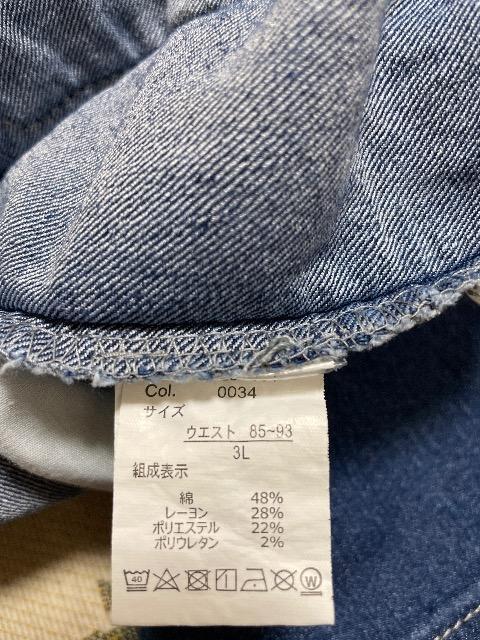 Col. 0034
サイズ
ウエスト 85~93
3L
組成表示
綿 48%
レーヨン 28%
ポリエステル 22%
ポリウレタン 2%
40 W